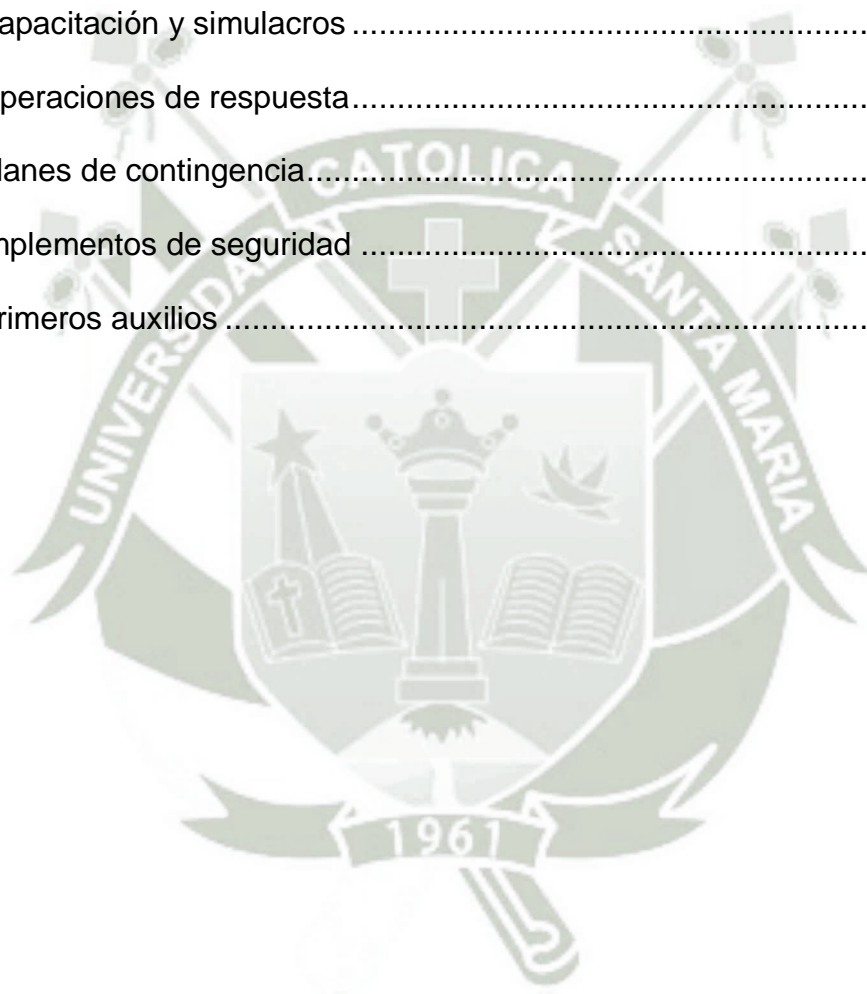 apacitación y simulacros ................................................................
peraciones de respuesta................................................................
lanes de contingencia................................................................
mplementos de seguridad ................................................................
rimeros auxilios ................................................................
UNIVERSIDAD CATOLICA SANTA MARIA
1961